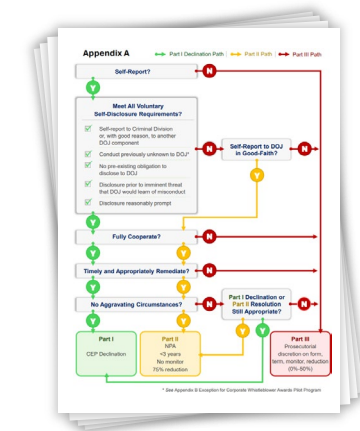 Appendix A
Part I Declination Path | Part II Path | Part III Path
Self-Report?
N
Y
Meet All Voluntary
Self-Disclosure Requirements?
Self-report to Criminal Division
or, with good reason, to another
DOJ component
Conduct previously unknown to DOJ*
No pre-existing obligation to
disclose to DOJ
Disclosure prior to imminent threat
that DOJ would learn of misconduct
Disclosure reasonably prompt
N
Self-Report to DOJ
in Good-Faith?
N
Y
Y
Fully Cooperate?
N
Y
Y
Timely and Appropriately Remediate?
N
Y
Y
No Aggravating Circumstances?
N
Part I Declination or
Part II Resolution
Still Appropriate?
N
Y
Y
Y
Y
Part I
CEP Declination
Part II
NPA
<3 years
No monitor
75% reduction
Part III
Prosecutorial
discretion on form,
term, monitor, reduction
(0%-50%)
* See Appendix B Exception for Corporate Whistleblower Awards Pilot Program